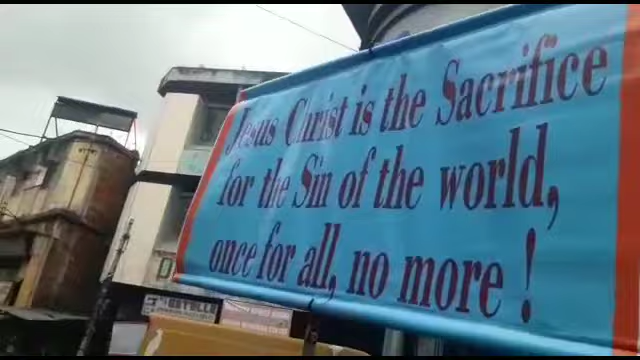 Jesus Christ is the Sacrifice
for the Sin of the world,
once for all, no more !